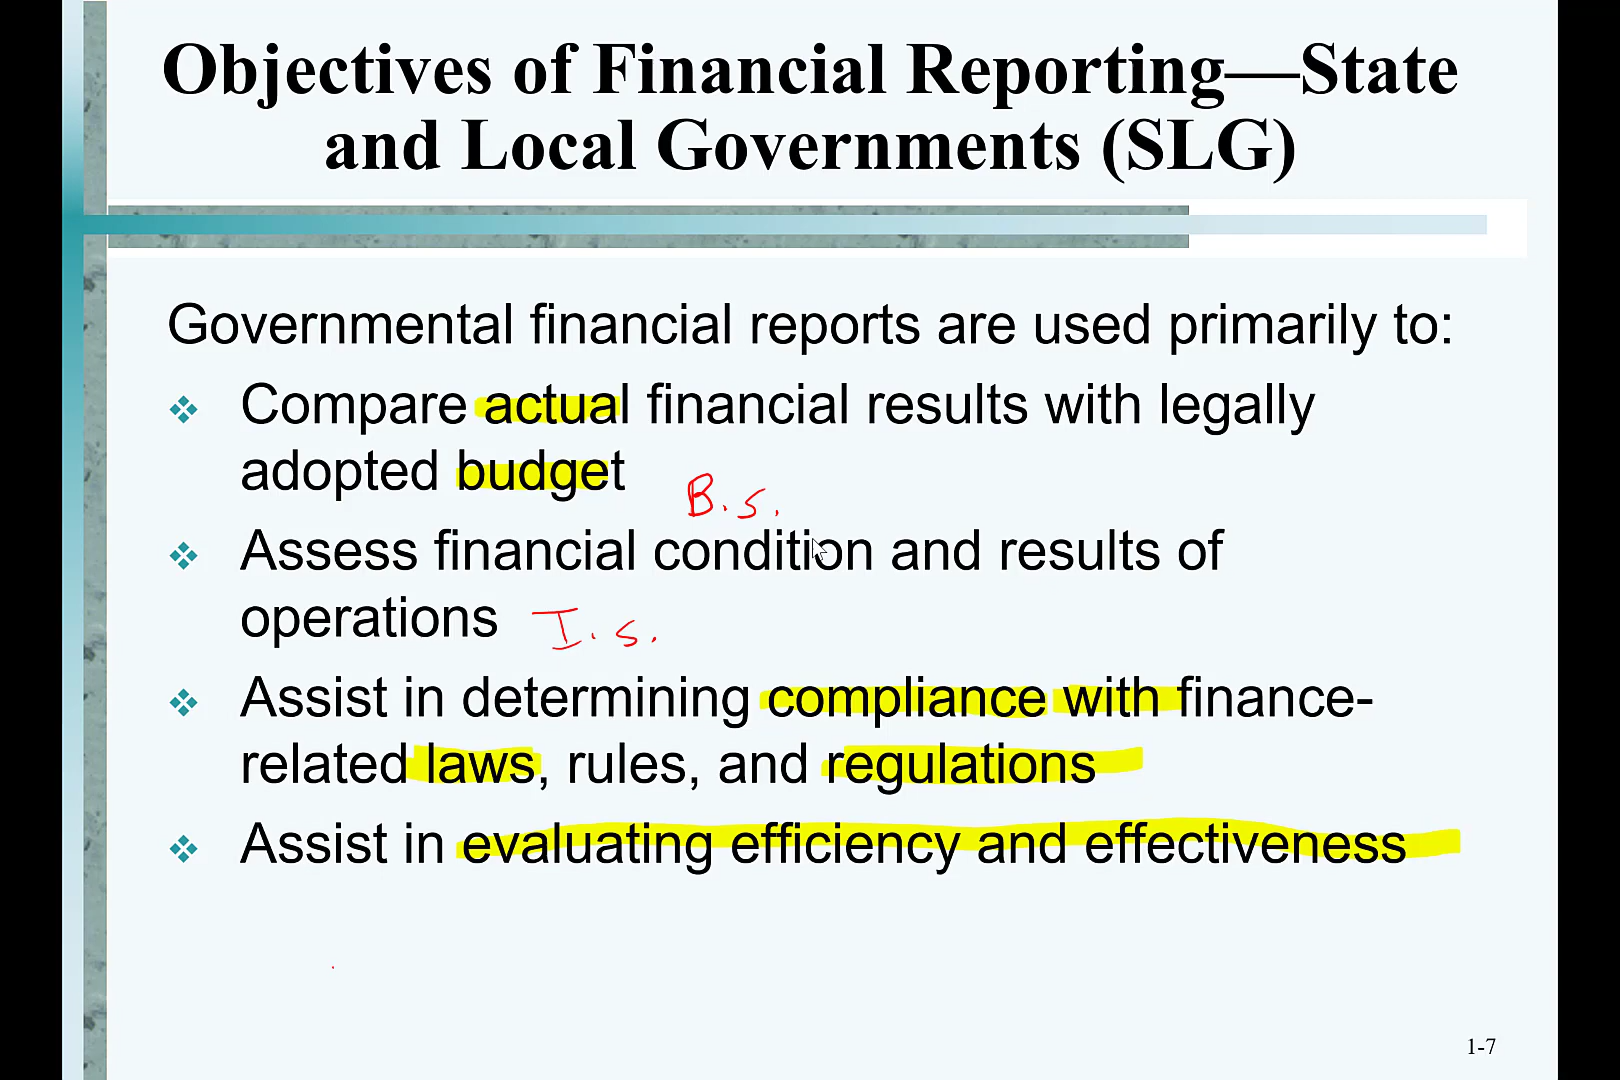 Objectives of Financial Reporting—State
and Local Governments (SLG)
Governmental financial reports are used primarily to:
Compare actual financial results with legally
adopted budget
B.S.
Assess financial condition and results of
operations I.S.
Assist in determining compliance with finance-
related laws, rules, and regulations
Assist in evaluating efficiency and effectiveness
1-7